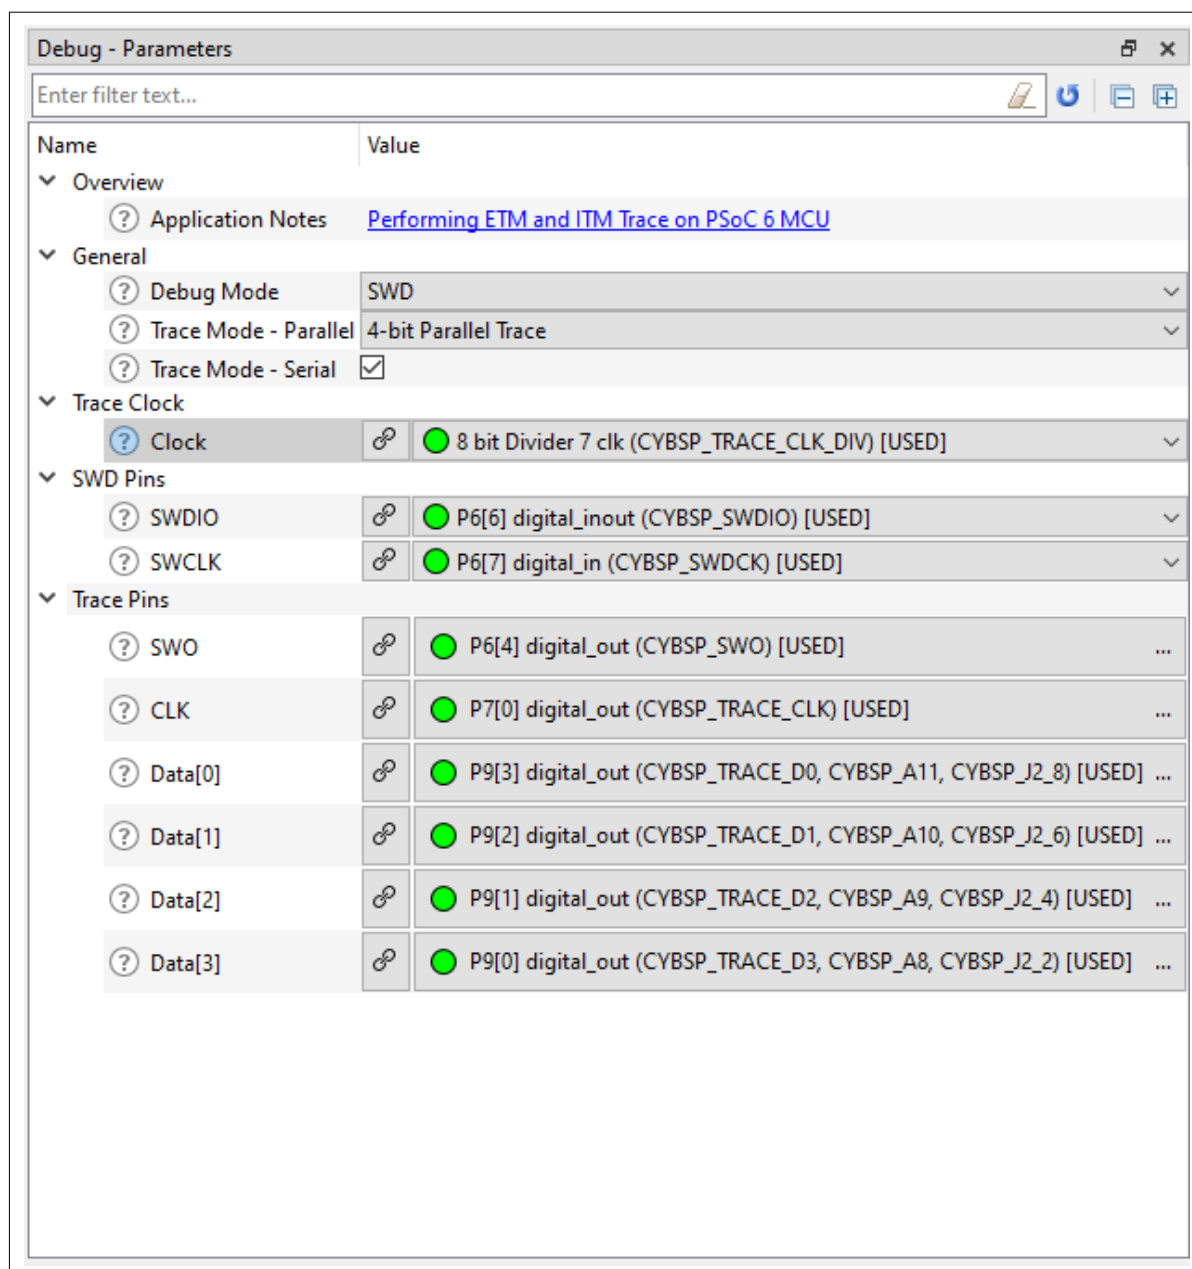 Debug - Parameters
Enter filter text...
Name Value
Overview
? Application Notes Performing ETM and ITM Trace on PSoC 6 MCU
General
? Debug Mode SWD
? Trace Mode - Parallel 4-bit Parallel Trace
? Trace Mode - Serial
Trace Clock
? Clock 8 bit Divider 7 clk (CYBSP_TRACE_CLK_DIV) [USED]
SWD Pins
? SWDIO P6[6] digital_inout (CYBSP_SWDIO) [USED]
? SWCLK P6[7] digital_in (CYBSP_SWDCK) [USED]
Trace Pins
? SWO P6[4] digital_out (CYBSP_SWO) [USED] ...
? CLK P7[0] digital_out (CYBSP_TRACE_CLK) [USED] ...
? Data[0] P9[3] digital_out (CYBSP_TRACE_D0, CYBSP_A11, CYBSP_J2_8) [USED] ...
? Data[1] P9[2] digital_out (CYBSP_TRACE_D1, CYBSP_A10, CYBSP_J2_6) [USED] ...
? Data[2] P9[1] digital_out (CYBSP_TRACE_D2, CYBSP_A9, CYBSP_J2_4) [USED] ...
? Data[3] P9[0] digital_out (CYBSP_TRACE_D3, CYBSP_A8, CYBSP_J2_2) [USED] ...